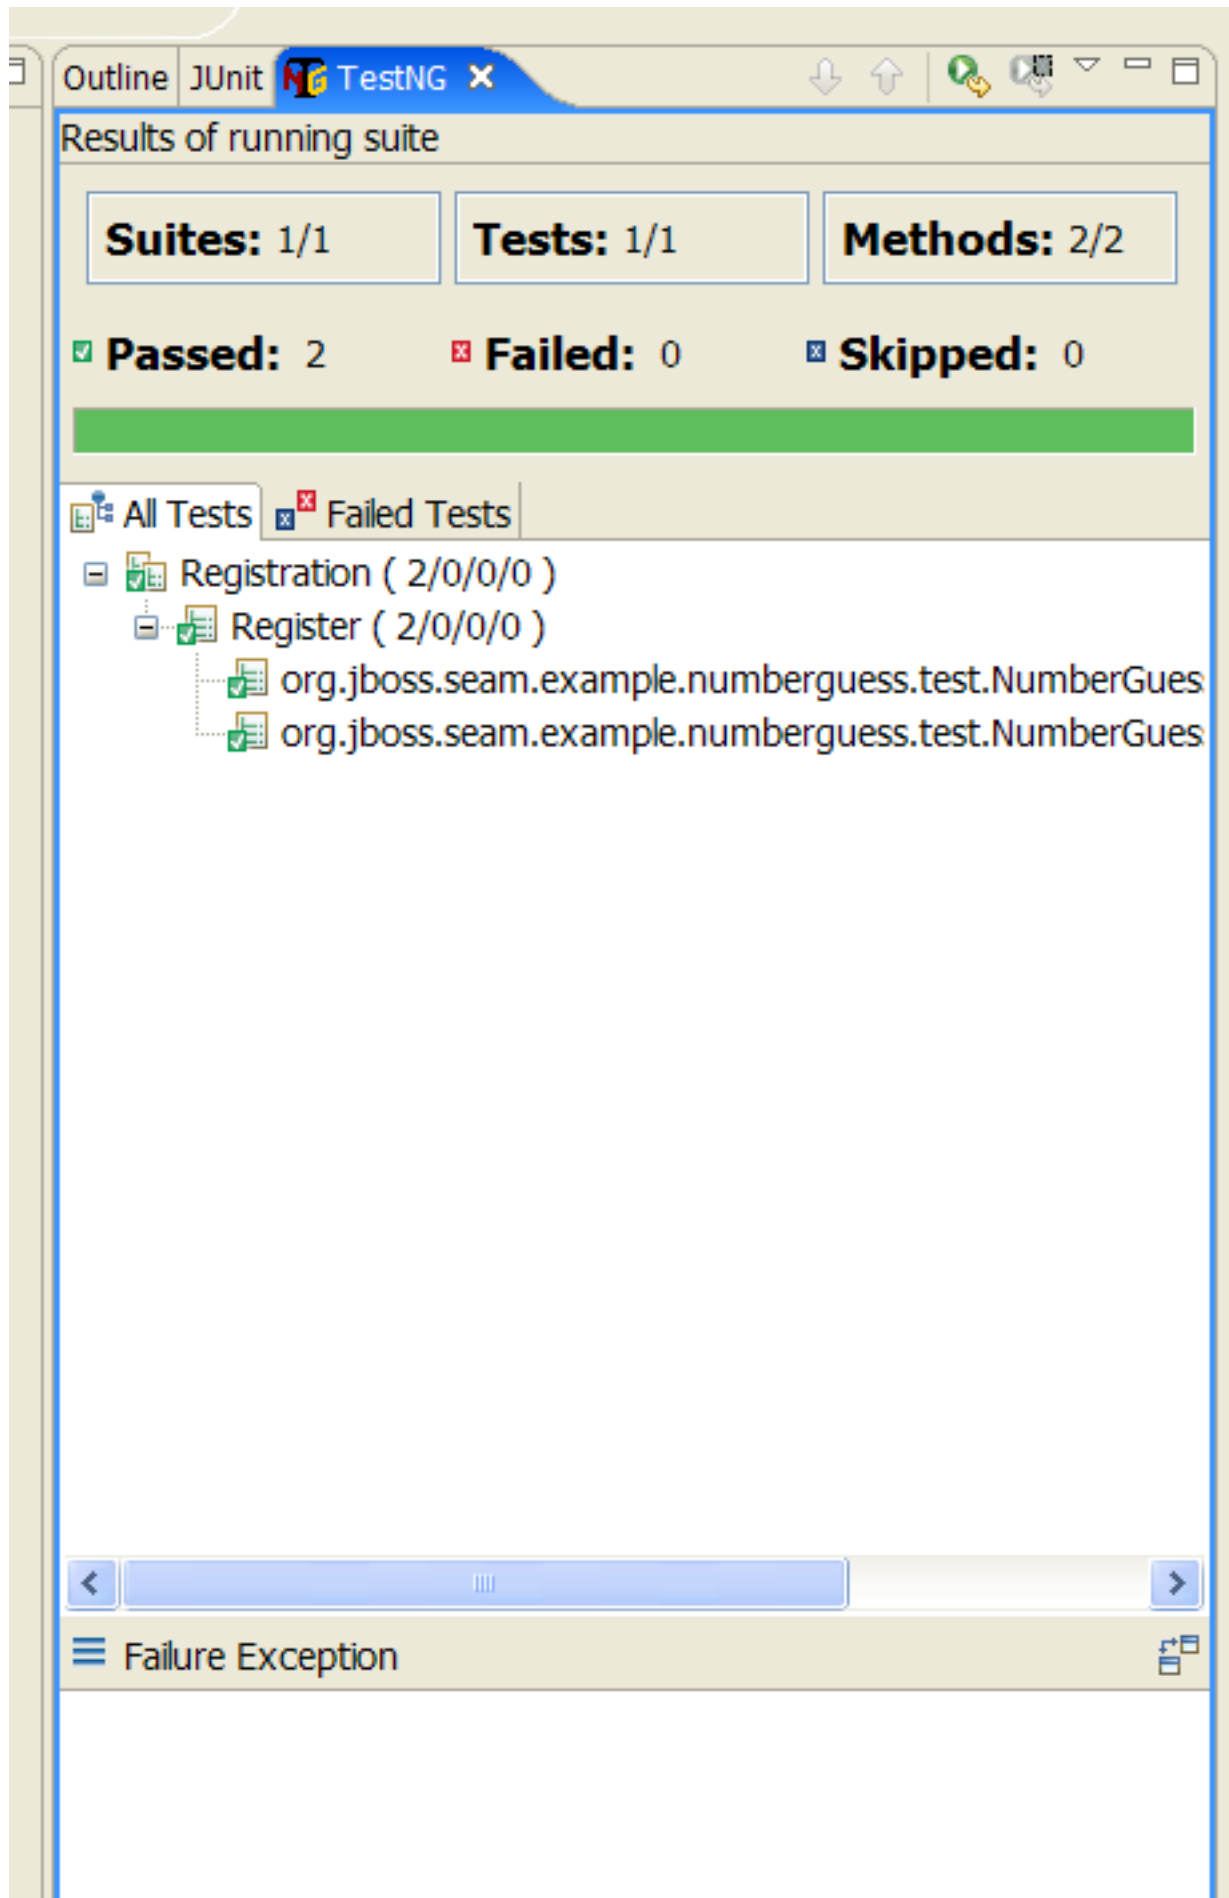 Outline JUnit TestNG
Results of running suite
Suites: 1/1 Tests: 1/1 Methods: 2/2
Passed: 2 Failed: 0 Skipped: 0
All Tests Failed Tests
Registration ( 2/0/0/0 )
Register ( 2/0/0/0 )
org.jboss.seam.example.numberguess.test.NumberGues
org.jboss.seam.example.numberguess.test.NumberGues
Failure Exception